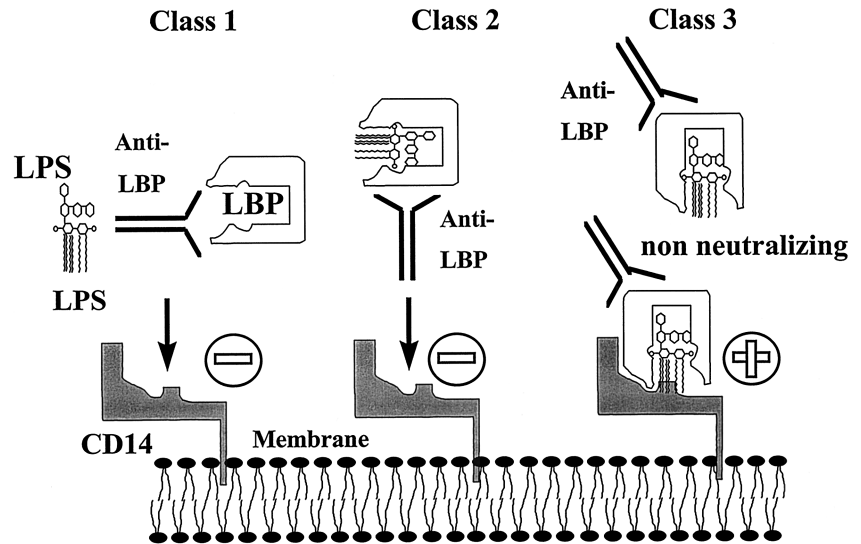 Class 1
Class 2
Class 3
Anti-
LBP
LPS
Anti-
LBP
LBP
Anti-
LBP
non neutralizing
LPS
CD14
Membrane